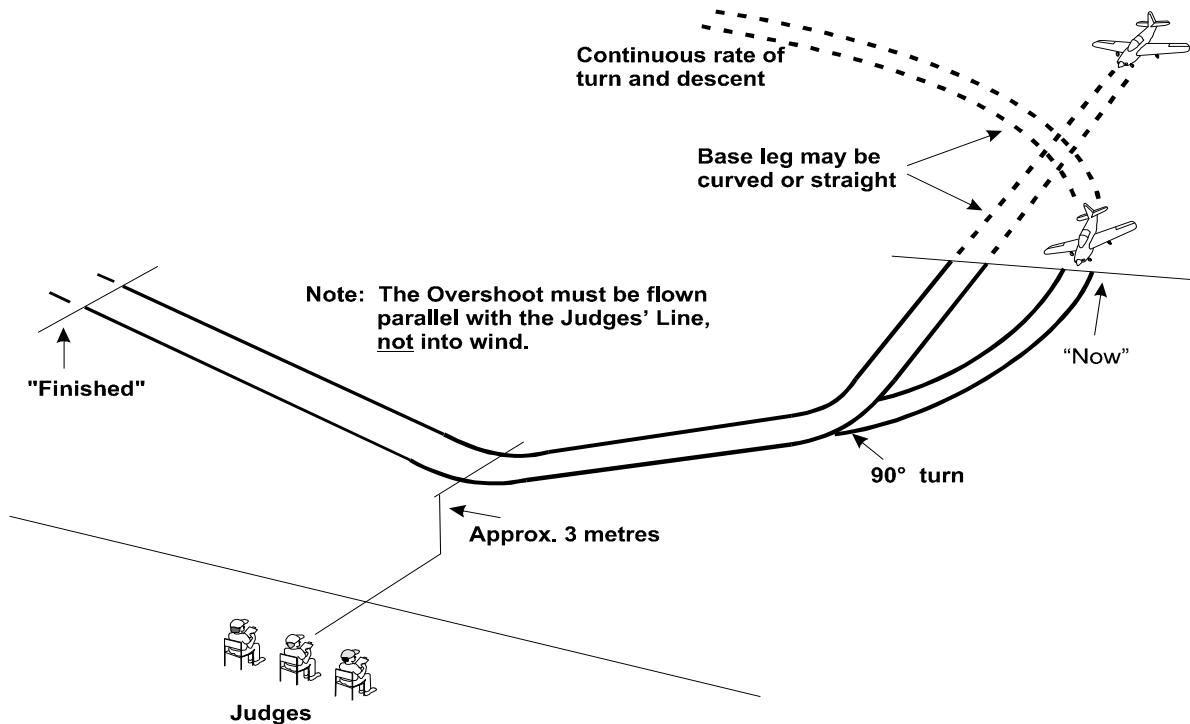 Continuous rate of
turn and descent
Base leg may be
curved or straight
Note: The Overshoot must be flown
parallel with the Judges’ Line,
not into wind.
"Finished"
“Now”
90° turn
Approx. 3 metres
Judges